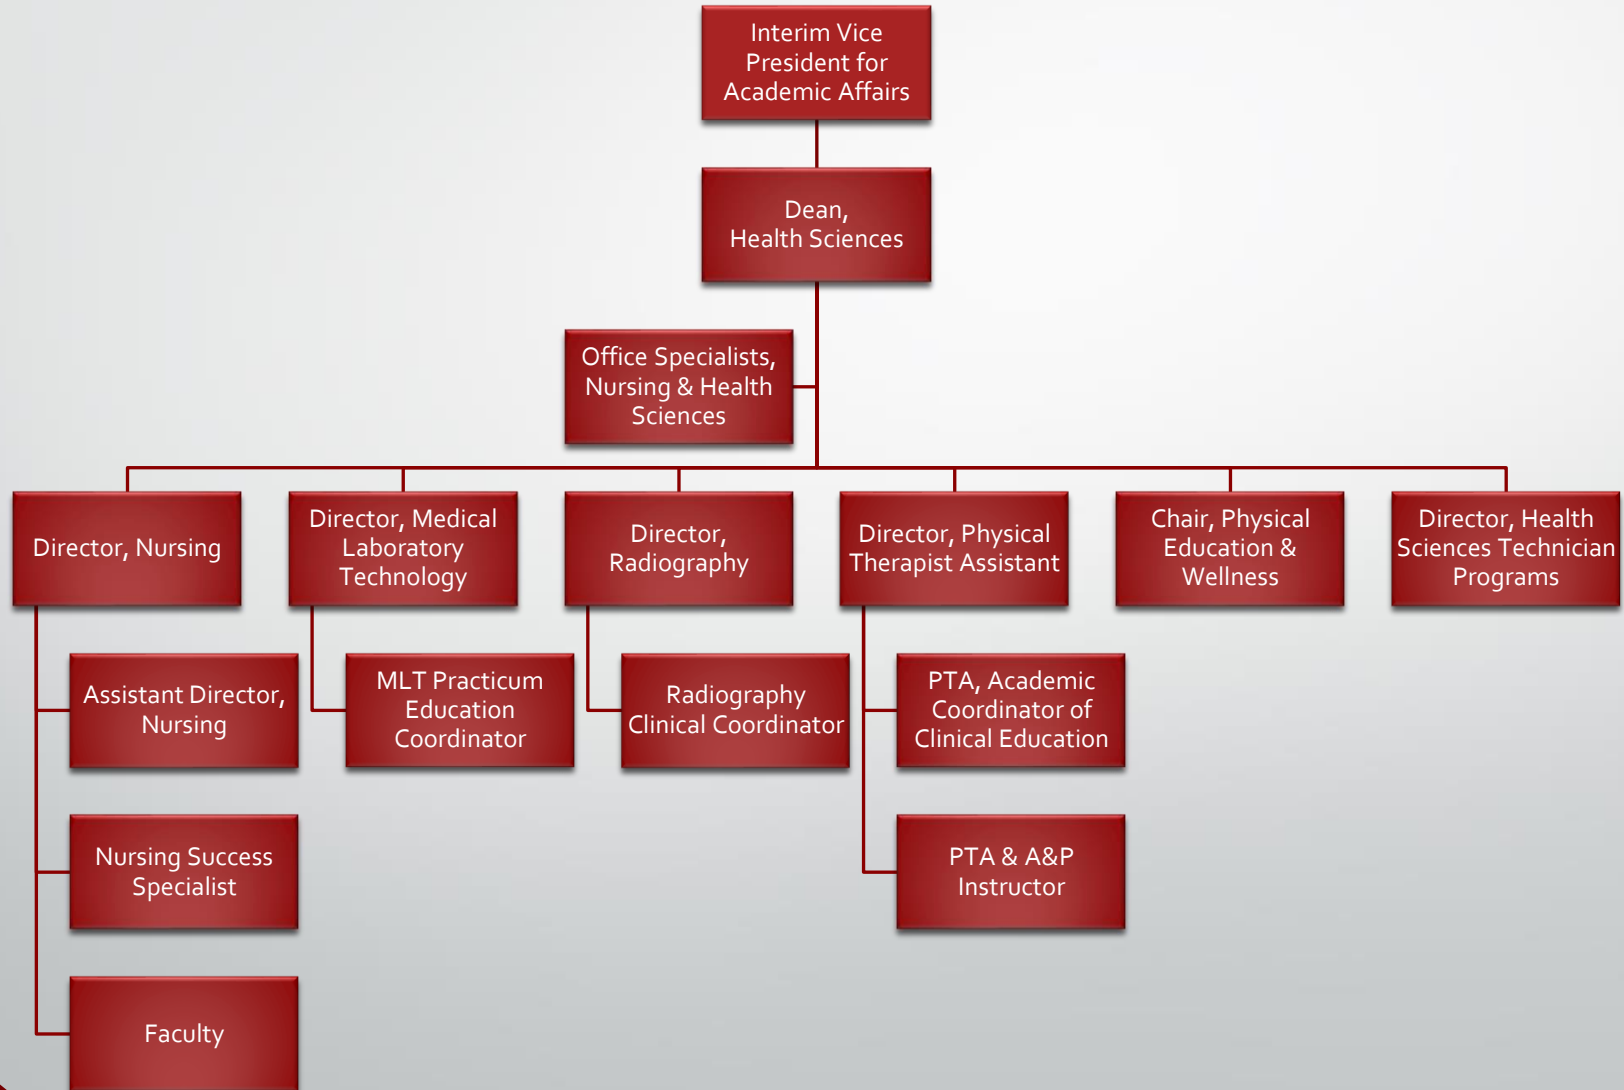 Interim Vice
President for
Academic Affairs
Dean,
Health Sciences
Office Specialists,
Nursing & Health
Sciences
Director, Nursing
Director, Medical
Laboratory
Technology
Director,
Radiography
Director, Physical
Therapist Assistant
Chair, Physical
Education &
Wellness
Director, Health
Sciences Technician
Programs
Assistant Director,
Nursing
MLT Practicum
Education
Coordinator
Radiography
Clinical Coordinator
PTA, Academic
Coordinator of
Clinical Education
Nursing Success
Specialist
PTA & A&P
Instructor
Faculty